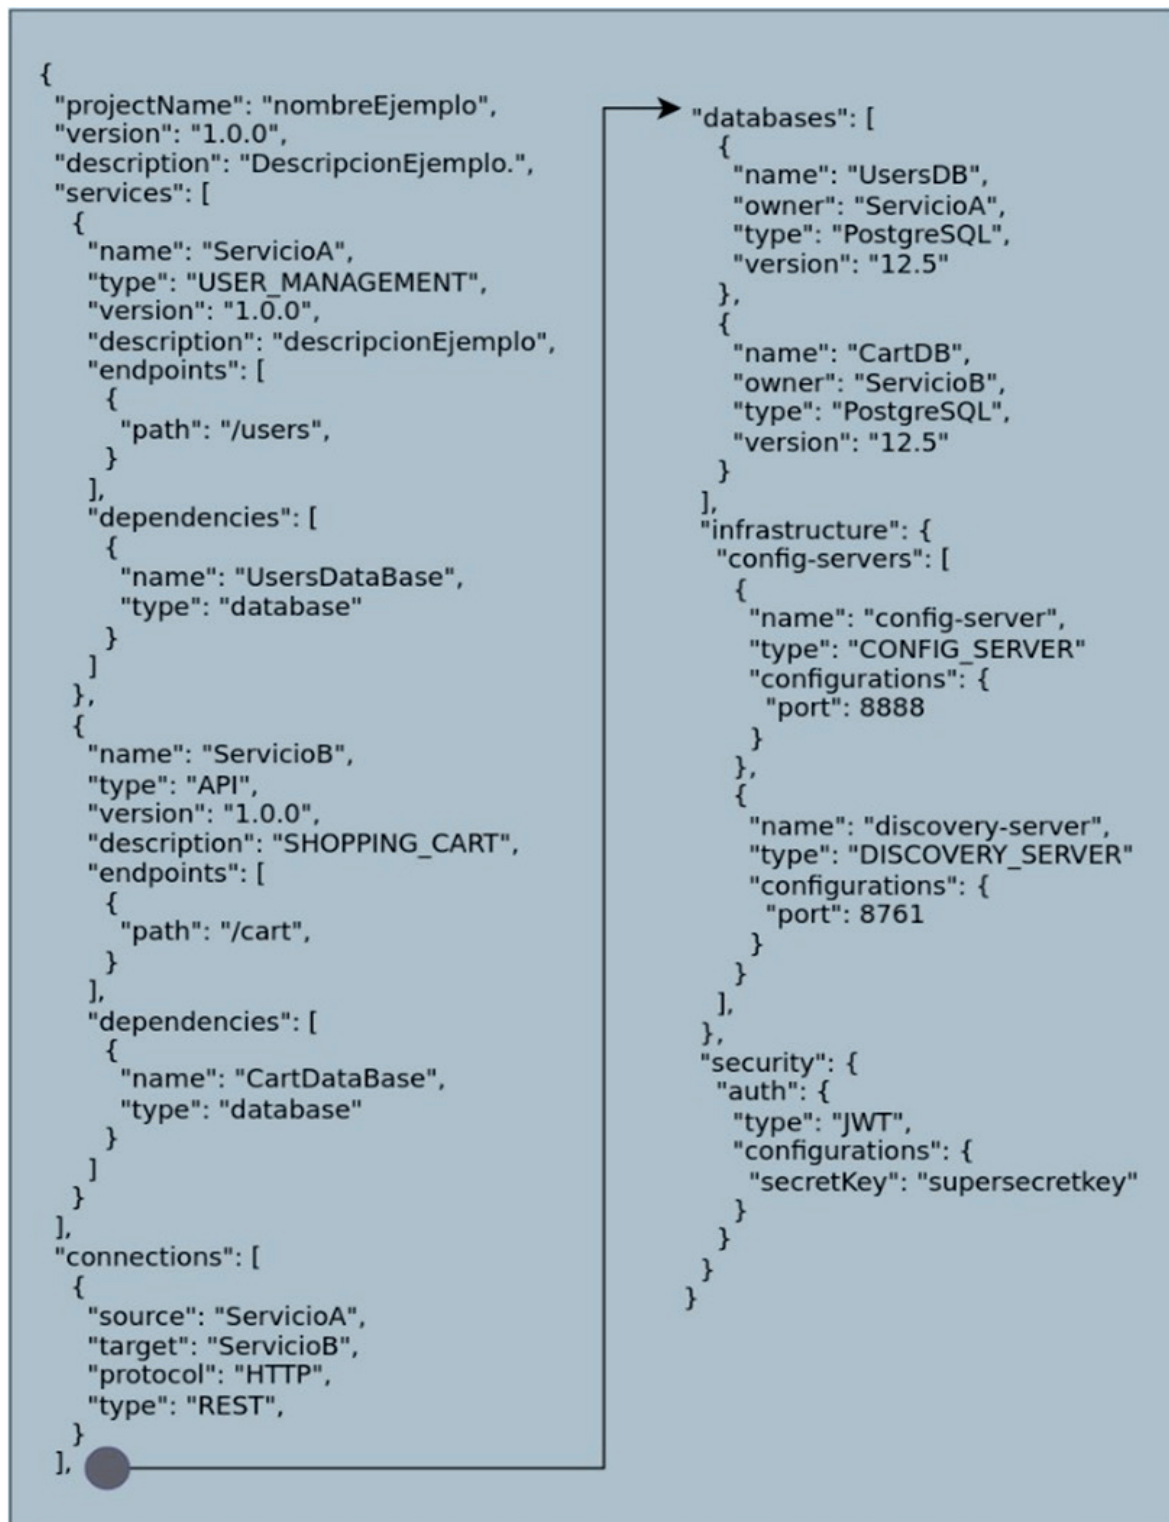 {
"projectName": "nombreEjemplo",
"version": "1.0.0",
"description": "DescripcionEjemplo.",
"services": [
{
"name": "ServicioA",
"type": "USER_MANAGEMENT",
"version": "1.0.0",
"description": "descripcionEjemplo",
"endpoints": [
{
"path": "/users",
}
],
"dependencies": [
{
"name": "UsersDataBase",
"type": "database"
}
]
},
{
"name": "ServicioB",
"type": "API",
"version": "1.0.0",
"description": "SHOPPING_CART",
"endpoints": [
{
"path": "/cart",
}
],
"dependencies": [
{
"name": "CartDataBase",
"type": "database"
}
]
}
],
"connections": [
{
"source": "ServicioA",
"target": "ServicioB",
"protocol": "HTTP",
"type": "REST",
}
],
"databases": [
{
"name": "UsersDB",
"owner": "ServicioA",
"type": "PostgreSQL",
"version": "12.5"
},
{
"name": "CartDB",
"owner": "ServicioB",
"type": "PostgreSQL",
"version": "12.5"
}
],
"infrastructure": {
"config-servers": [
{
"name": "config-server",
"type": "CONFIG_SERVER"
"configurations": {
"port": 8888
}
},
{
"name": "discovery-server",
"type": "DISCOVERY_SERVER"
"configurations": {
"port": 8761
}
}
],
},
"security": {
"auth": {
"type": "JWT",
"configurations": {
"secretKey": "supersecretkey"
}
}
}
}